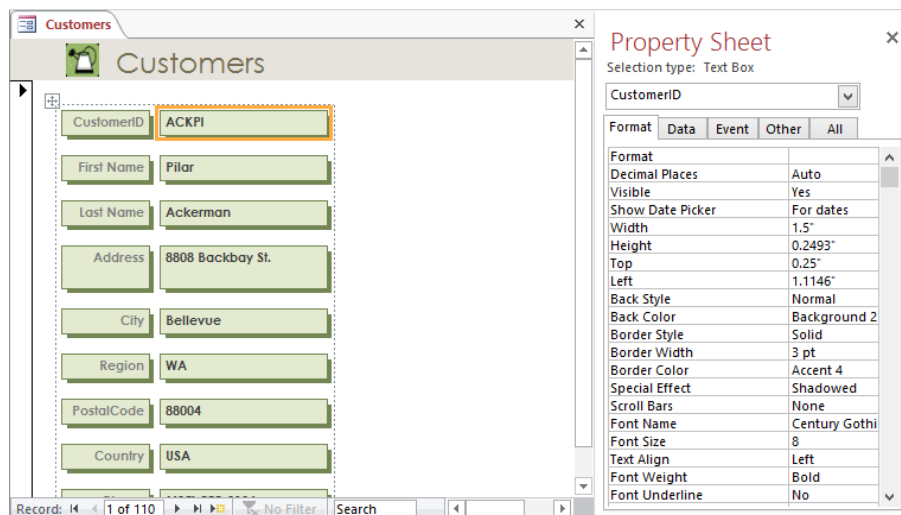 Customers
Customers
CustomerID ACKPI
First Name Pilar
Last Name Ackerman
Address 8808 Backbay St.
City Bellevue
Region WA
PostalCode 88004
Country USA
Record: 1 of 110 No Filter Search
Property Sheet
Selection type: Text Box
CustomerID
Format Data Event Other All
Format
Decimal Places Auto
Visible Yes
Show Date Picker For dates
Width 1.5"
Height 0.2493"
Top 0.25"
Left 1.1146"
Back Style Normal
Back Color Background 2
Border Style Solid
Border Width 3 pt
Border Color Accent 4
Special Effect Shadowed
Scroll Bars None
Font Name Century Gothi
Font Size 8
Text Align Left
Font Weight Bold
Font Underline No